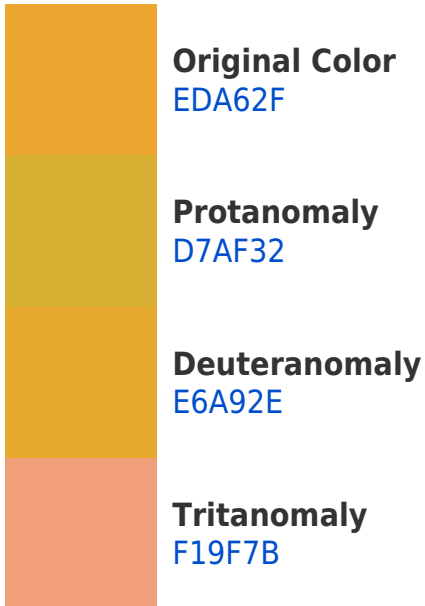 Original Color
EDA62F
Protanomaly
D7AF32
Deuteranomaly
E6A92E
Tritanomaly
F19F7B